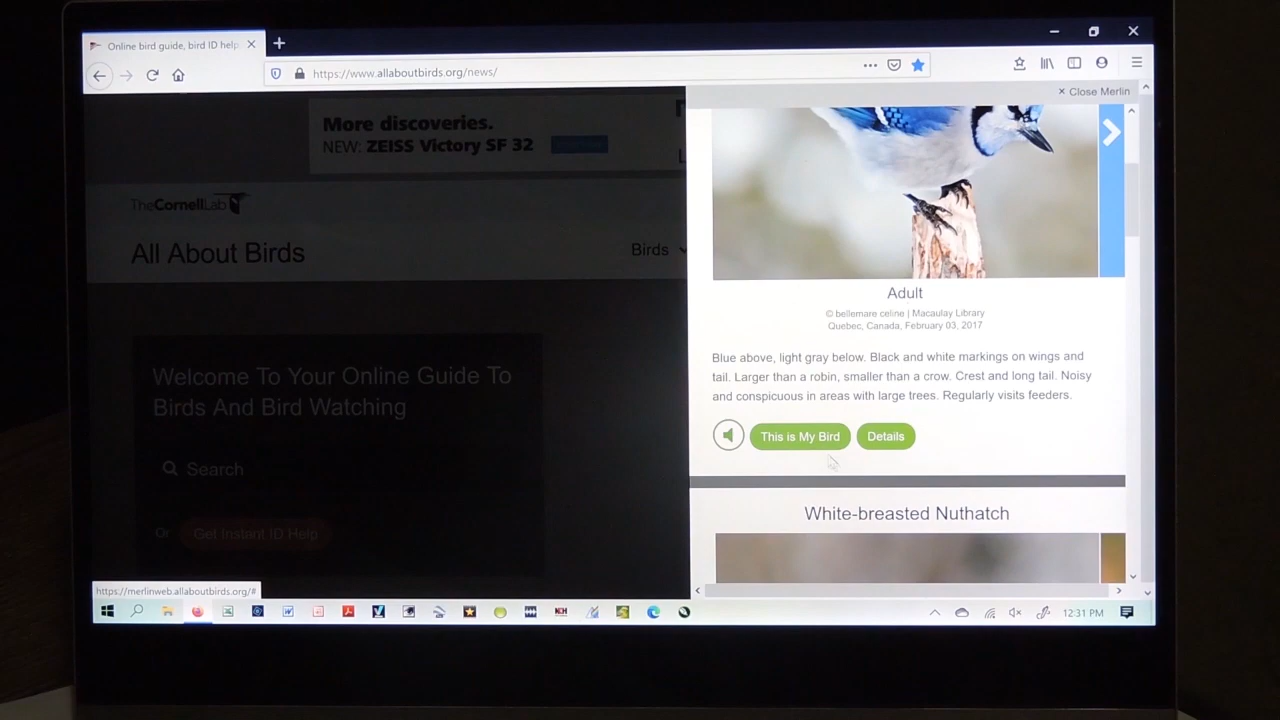 Online bird guide, bird ID help
https://www.allaboutbirds.org/news/
Close Merlin
More discoveries.
NEW: ZEISS Victory SF 32
TheCornellLab
All About Birds
Birds
Welcome To Your Online Guide To
Birds And Bird Watching
Search
Or Get Instant ID Help
https://merlinweb.allaboutbirds.org/#
Adult
© bellemare celine | Macaulay Library
Quebec, Canada, February 03, 2017
Blue above, light gray below. Black and white markings on wings and
tail. Larger than a robin, smaller than a crow. Crest and long tail. Noisy
and conspicuous in areas with large trees. Regularly visits feeders.
This is My Bird
Details
White-breasted Nuthatch
12:31 PM